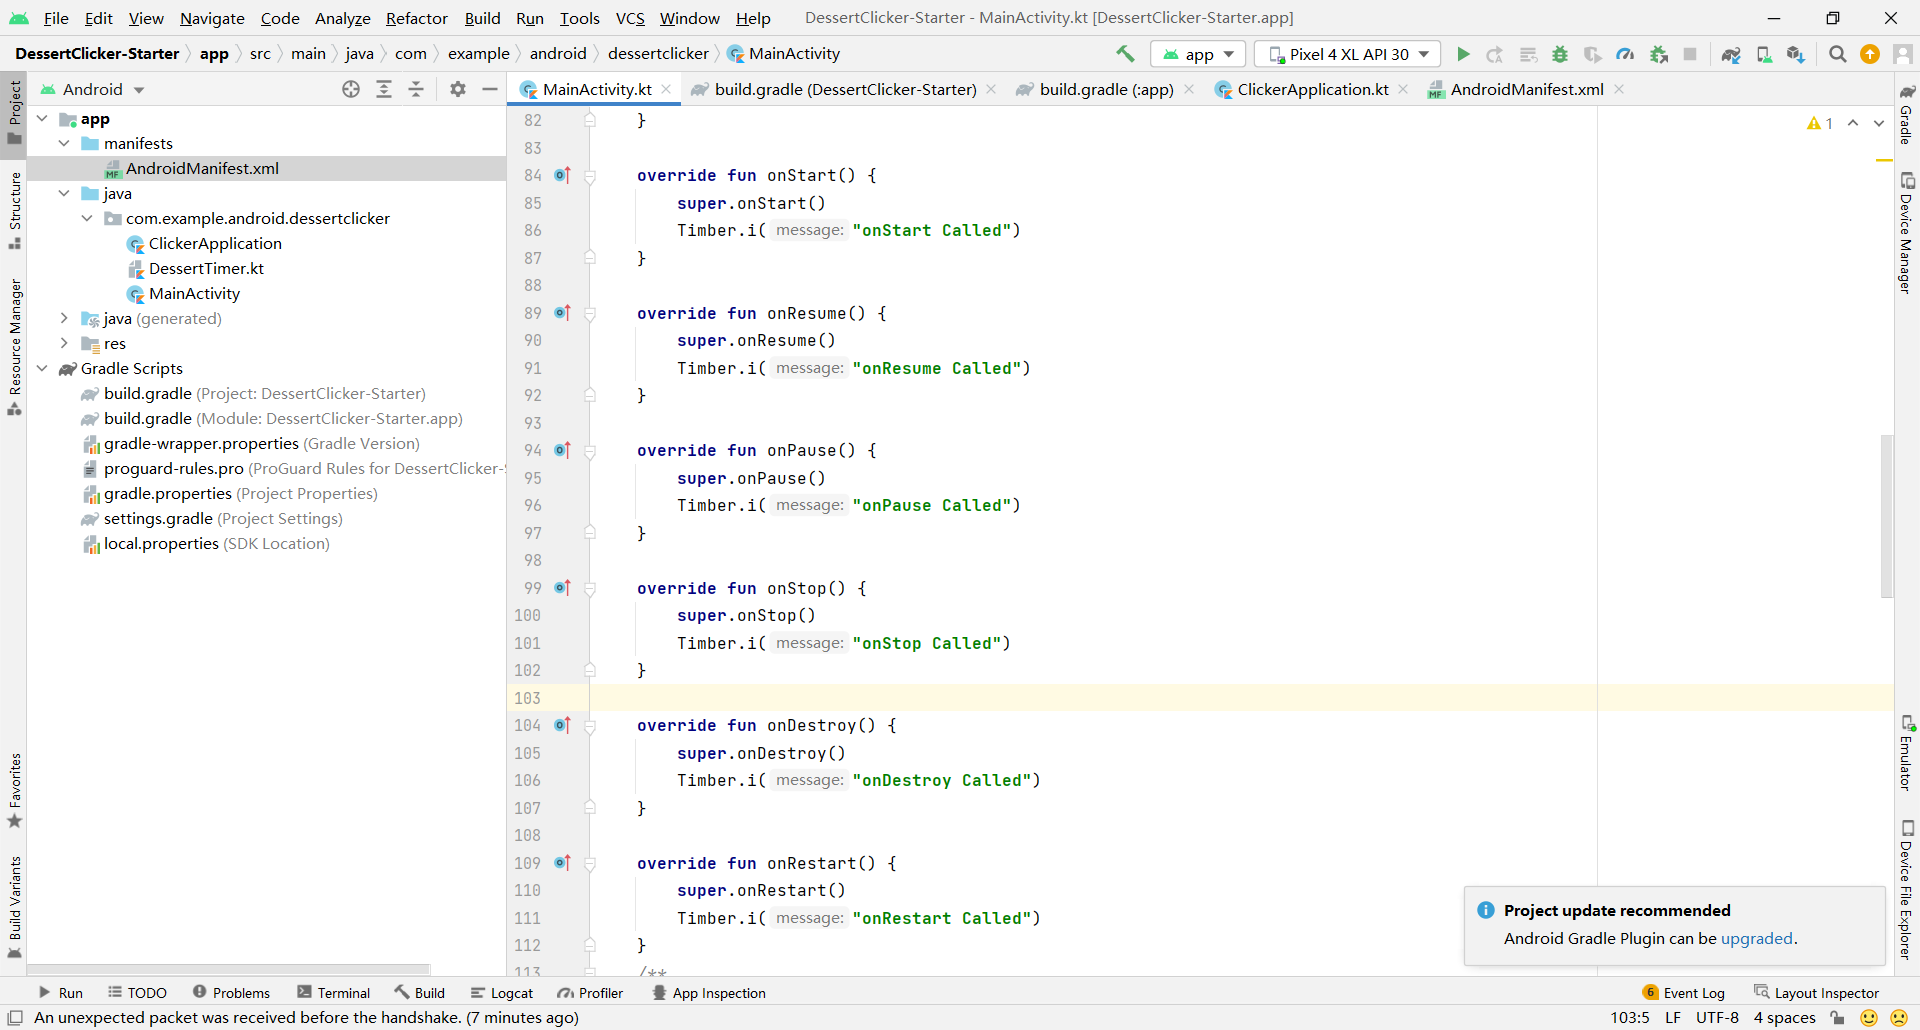 File Edit View Navigate Code Analyze Refactor Build Run Tools VCS Window Help DessertClicker-Starter - MainActivity.kt [DessertClicker-Starter.app]
DessertClicker-Starter app src main java com example android dessertclicker MainActivity app Pixel 4 XL API 30
Android MainActivity.kt build.gradle (DessertClicker-Starter) build.gradle (:app) ClickerApplication.kt AndroidManifest.xml
Project
Structure
Resource Manager
Favorites
Build Variants
app
manifests
MF AndroidManifest.xml
java
com.example.android.dessertclicker
ClickerApplication
DessertTimer.kt
MainActivity
java (generated)
res
Gradle Scripts
build.gradle (Project: DessertClicker-Starter)
build.gradle (Module: DessertClicker-Starter.app)
gradle-wrapper.properties (Gradle Version)
proguard-rules.pro (ProGuard Rules for DessertClicker-
gradle.properties (Project Properties)
settings.gradle (Project Settings)
local.properties (SDK Location)
82 }
83
84 override fun onStart() {
85 super.onStart()
86 Timber.i( message: "onStart Called")
87 }
88
89 override fun onResume() {
90 super.onResume()
91 Timber.i( message: "onResume Called")
92 }
93
94 override fun onPause() {
95 super.onPause()
96 Timber.i( message: "onPause Called")
97 }
98
99 override fun onStop() {
100 super.onStop()
101 Timber.i( message: "onStop Called")
102 }
103
104 override fun onDestroy() {
105 super.onDestroy()
106 Timber.i( message: "onDestroy Called")
107 }
108
109 override fun onRestart() {
110 super.onRestart()
111 Timber.i( message: "onRestart Called")
112 }
113 /**
1
Gradle
Device Manager
Emulator
Device File Explorer
Project update recommended
Android Gradle Plugin can be upgraded.
Run TODO Problems Terminal Build Logcat Profiler App Inspection 6 Event Log Layout Inspector
An unexpected packet was received before the handshake. (7 minutes ago) 103:5 LF UTF-8 4 spaces